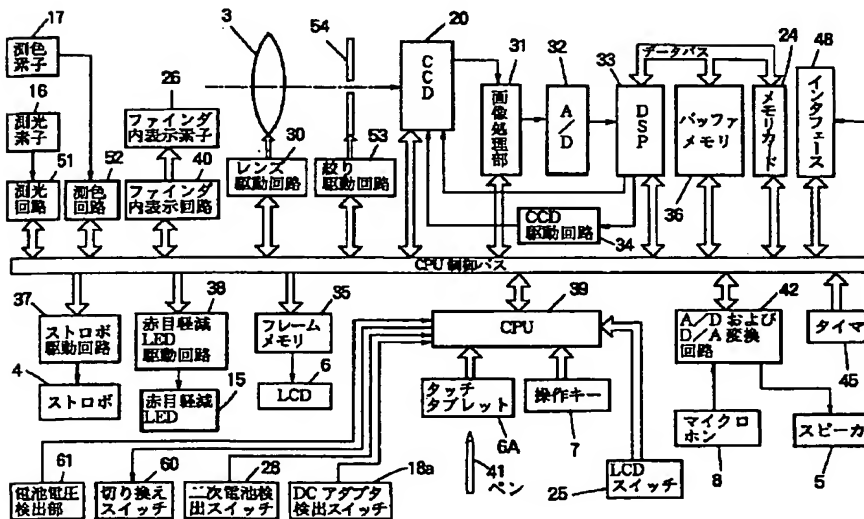 17
測色
素子
16
測光
素子
51
測光
回路
52
測色
回路
26
ファインダ
内表示素子
40
ファインダ
内表示回路
3
30
レンズ
駆動回路
54
53
絞り
駆動回路
20
CCD
31
画像処理部
32
A/D
33
DSP
データバス
バッファ
メモリ
36
24
メモリカード
48
インタフェース
CCD
駆動回路
34
CPU制御バス
37
ストロボ
駆動回路
4
ストロボ
38
赤目軽減
LED
駆動回路
15
赤目軽減
LED
35
フレーム
メモリ
6
LCD
39
CPU
タッチ
タブレット
6A
操作キー
7
41
ペン
42
A/Dおよび
D/A変換
回路
マイクロ
ホン
8
タイマ
45
スピーカ
5
61
電池電圧
検出部
60
切り換え
スイッチ
28
二次電池検
出スイッチ
18a
DCアダプタ
検出スイッチ
25
LCD
スイッチ